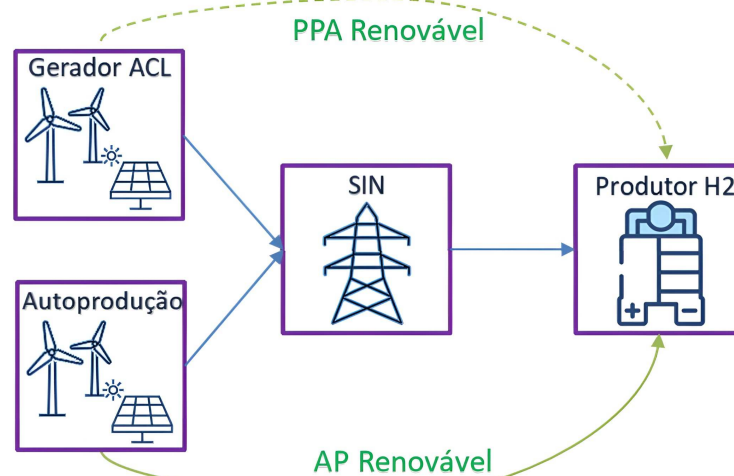 PPA Renovável
Gerador ACL
SIN
Produtor H2
Autoprodução
AP Renovável